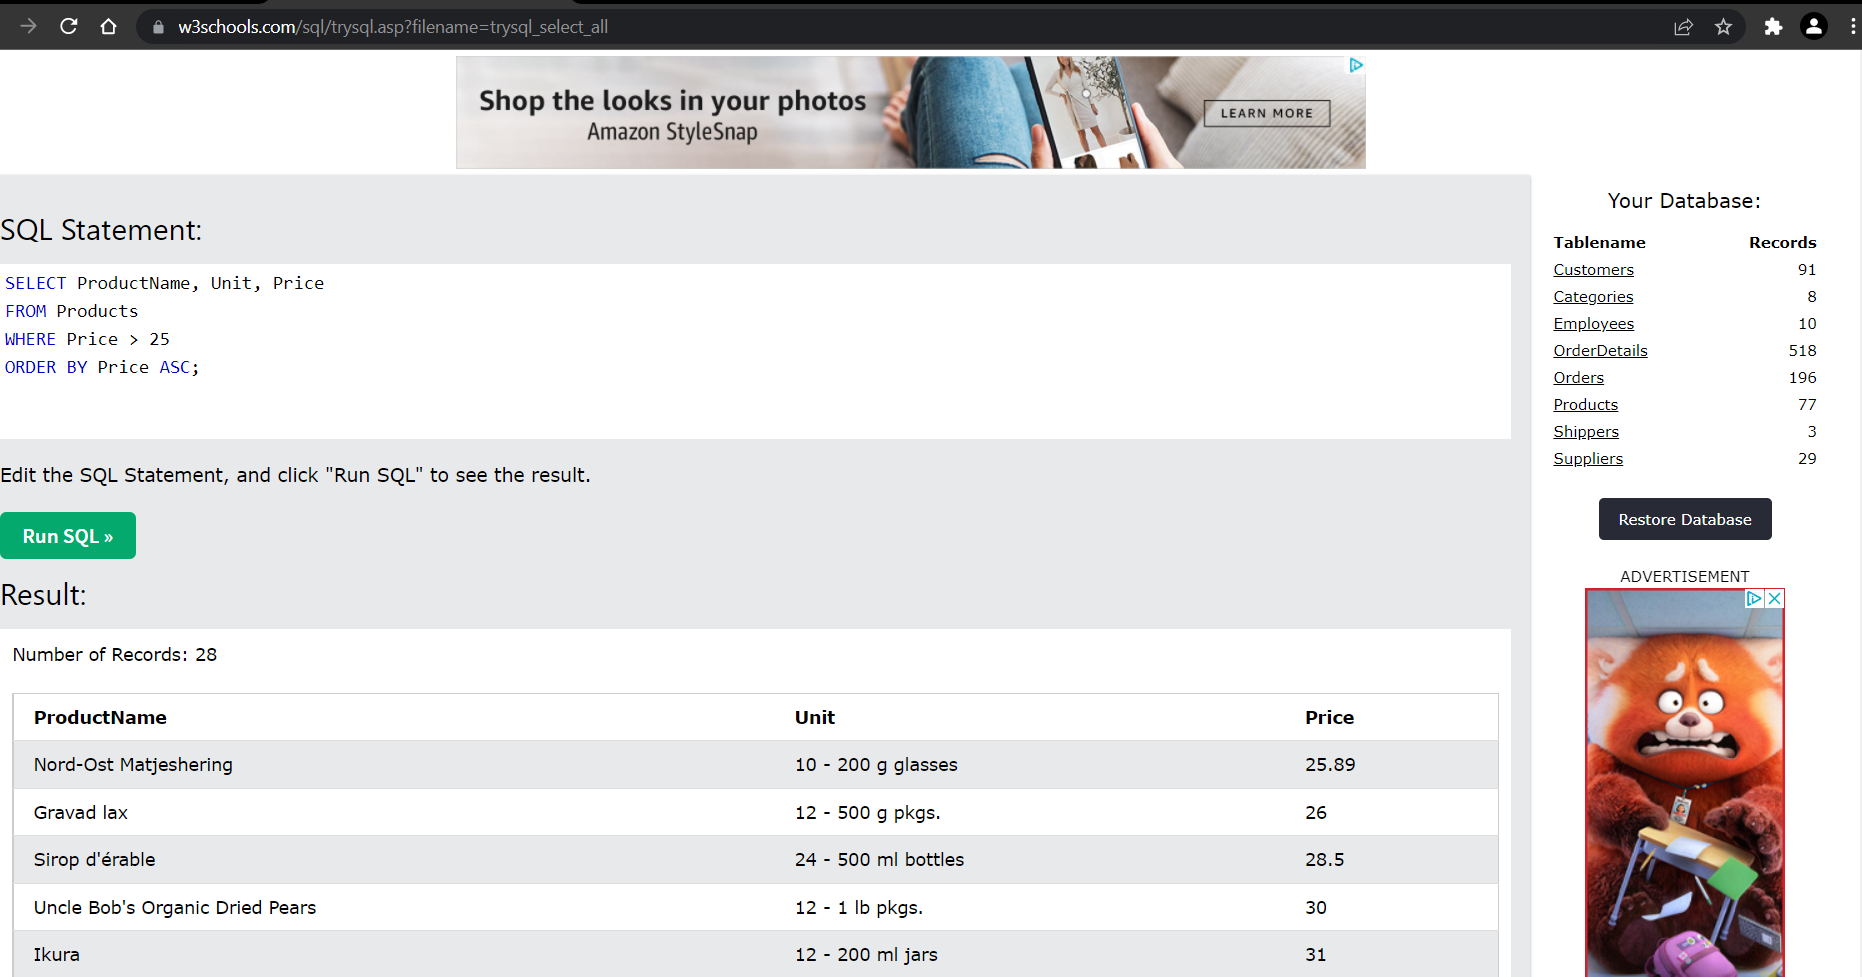 w3schools.com/sql/trysql.asp?filename=trysql_select_all
Shop the looks in your photos
Amazon StyleSnap
LEARN MORE
SQL Statement:
SELECT ProductName, Unit, Price
FROM Products
WHERE Price > 25
ORDER BY Price ASC;
Edit the SQL Statement, and click "Run SQL" to see the result.
Run SQL »
Result:
Number of Records: 28
ProductName Unit Price
Nord-Ost Matjeshering 10 - 200 g glasses 25.89
Gravad lax 12 - 500 g pkgs. 26
Sirop d'érable 24 - 500 ml bottles 28.5
Uncle Bob's Organic Dried Pears 12 - 1 lb pkgs. 30
Ikura 12 - 200 ml jars 31
Your Database:
Tablename Records
Customers 91
Categories 8
Employees 10
OrderDetails 518
Orders 196
Products 77
Shippers 3
Suppliers 29
Restore Database
ADVERTISEMENT